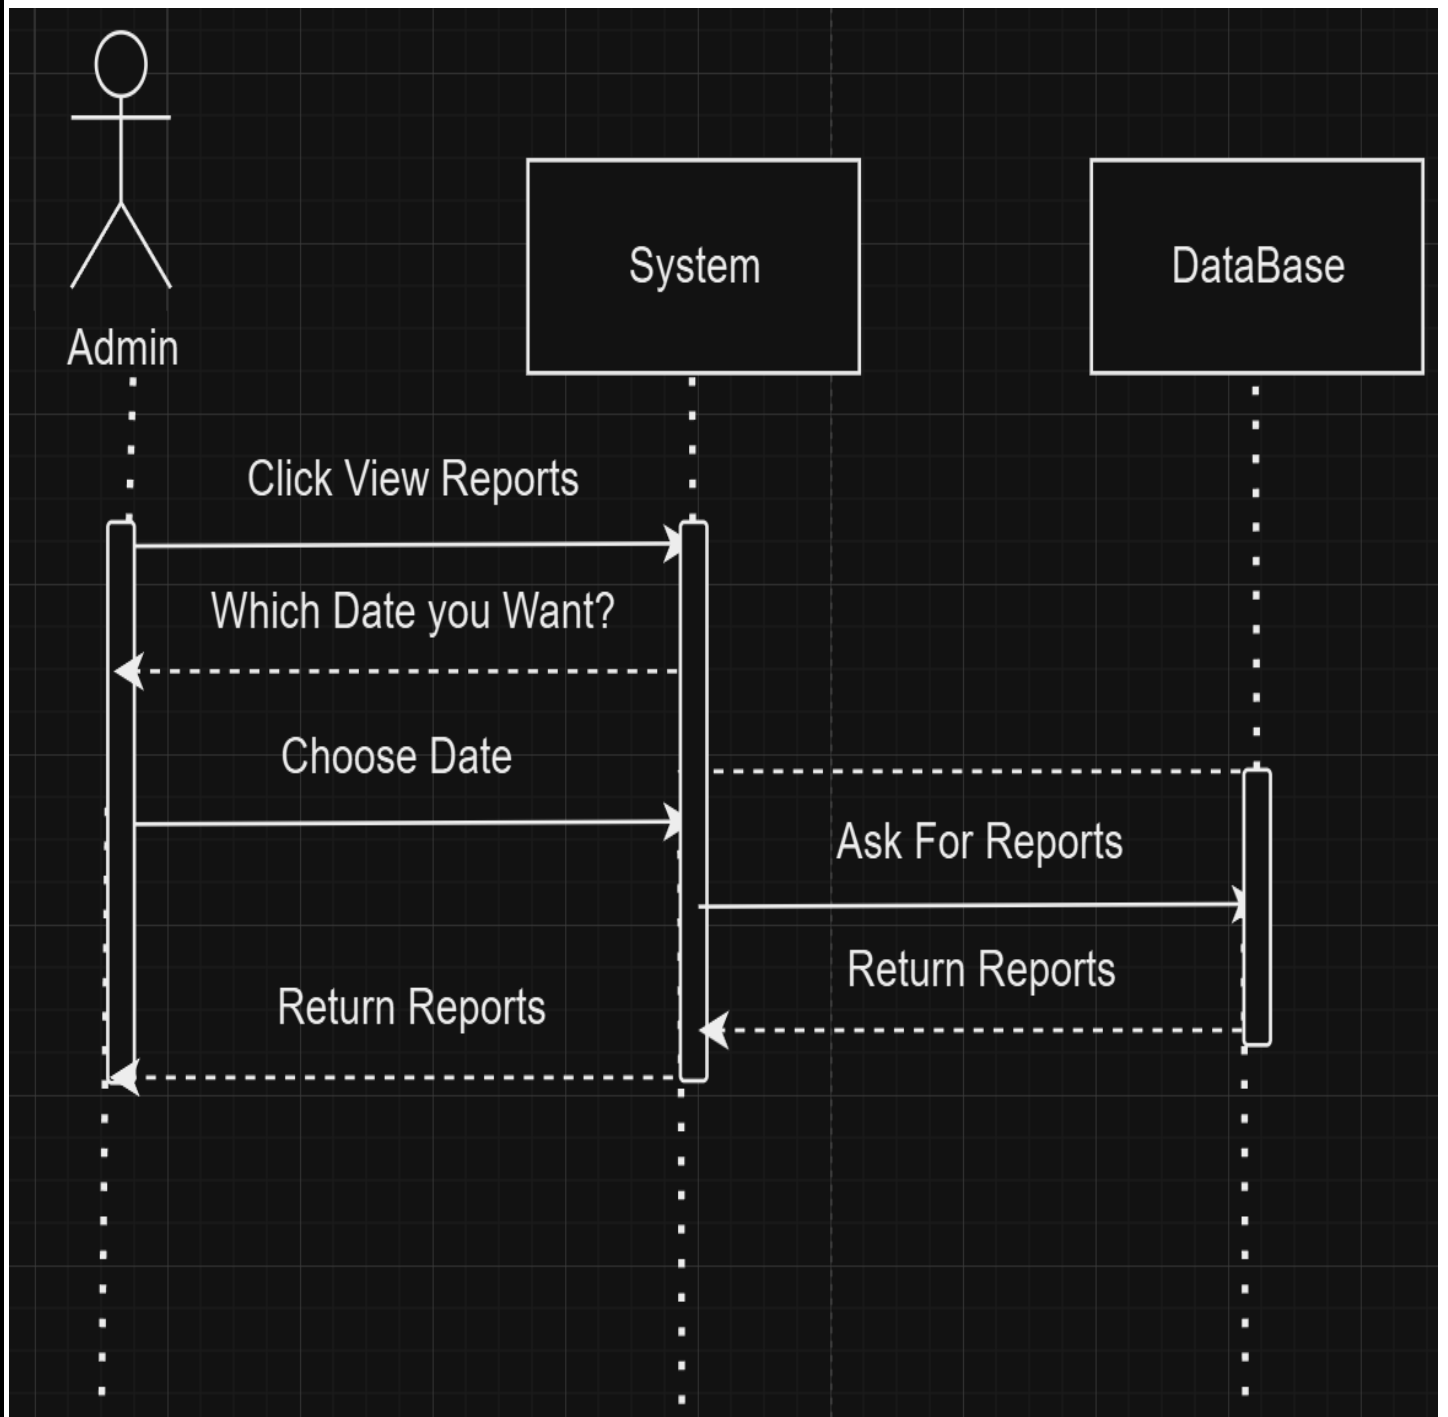 System
DataBase
Admin
Click View Reports
Which Date you Want?
Choose Date
Ask For Reports
Return Reports
Return Reports